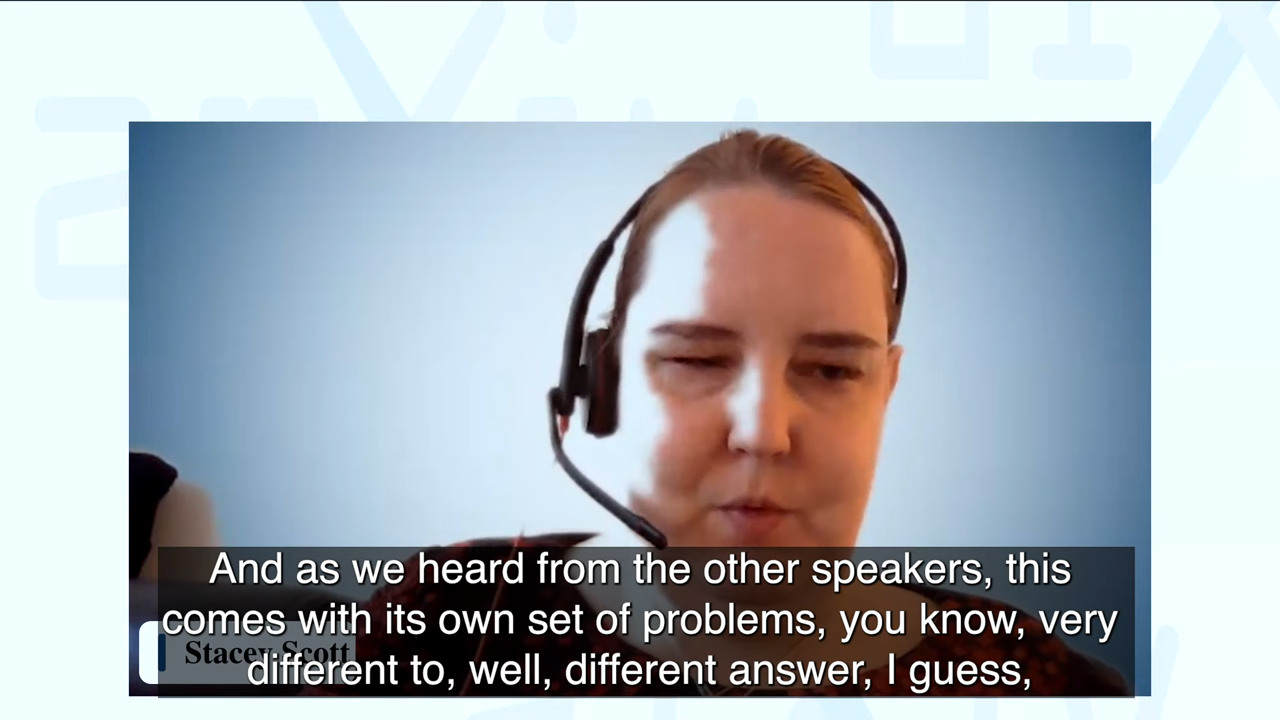 And as we heard from the other speakers, this
comes with its own set of problems, you know, very
different to, well, different answer, I guess,
Stacey Scott